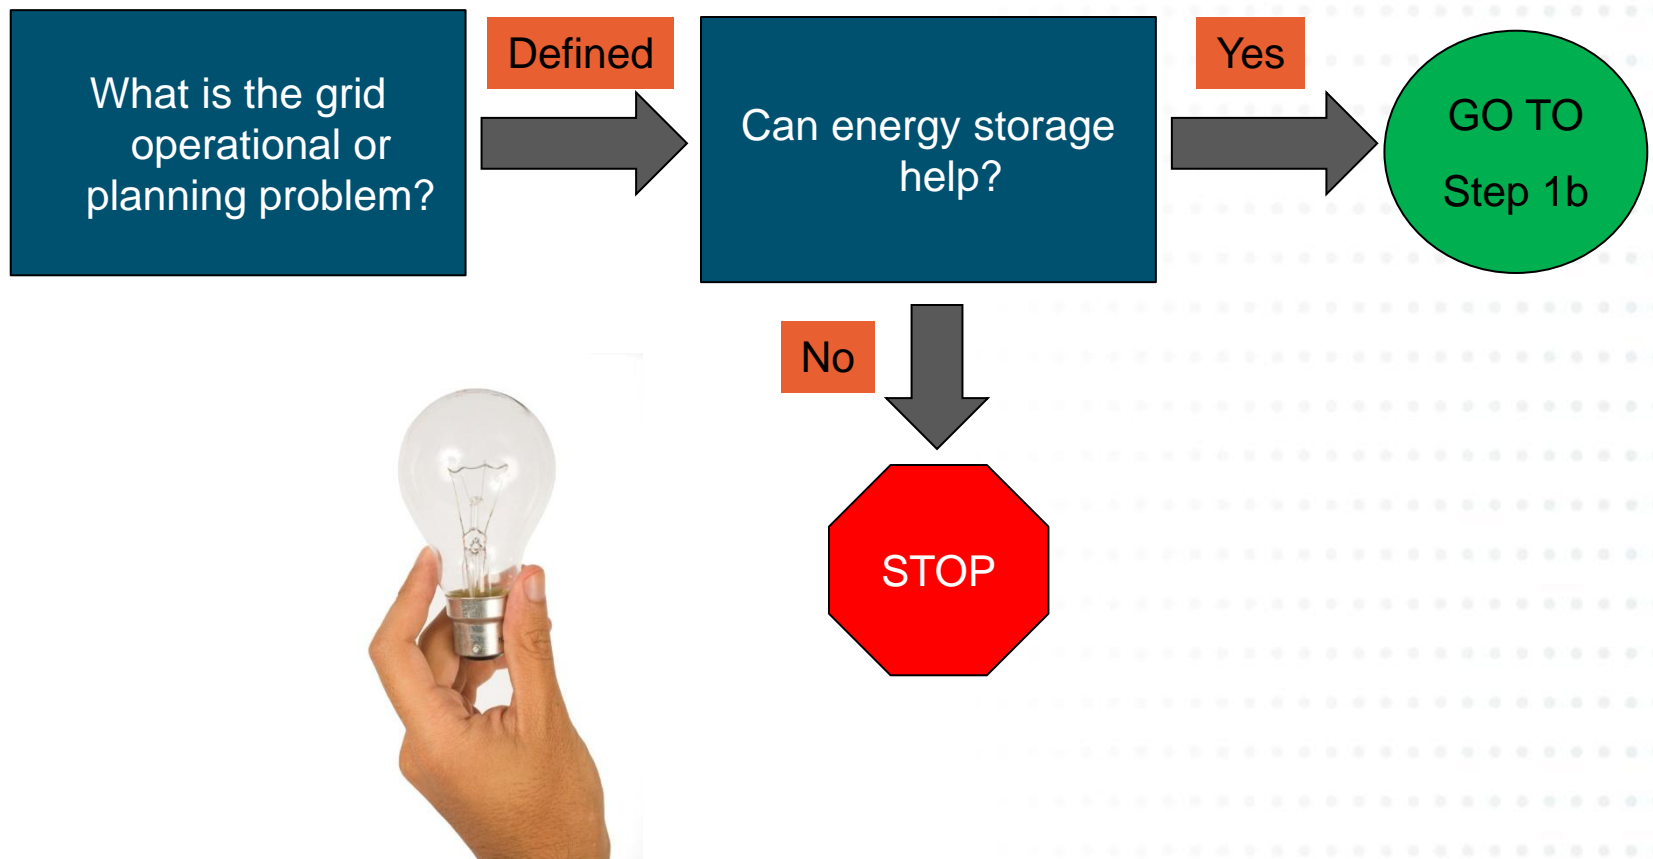 What is the grid
operational or
planning problem?
Defined
Can energy storage
help?
Yes
GO TO
Step 1b
No
STOP